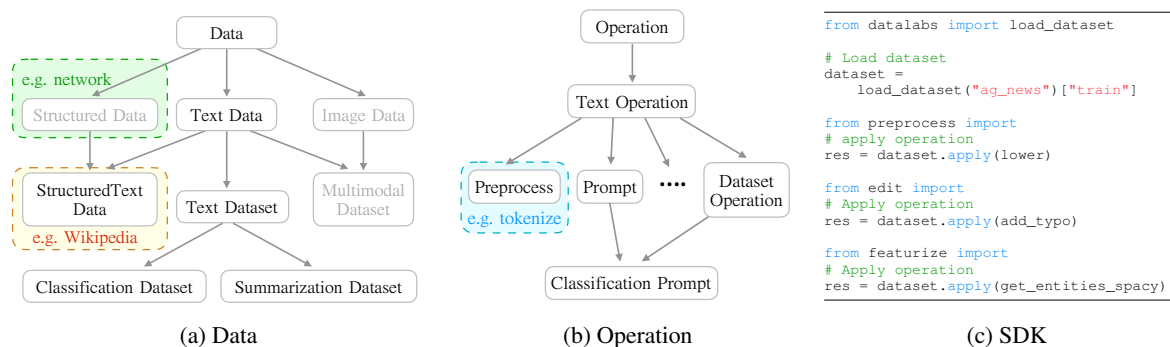 Data
e.g. network
Structured Data
Text Data
Image Data
StructuredText
Data
e.g. Wikipedia
Text Dataset
Multimodal
Dataset
Classification Dataset
Summarization Dataset
(a) Data
Operation
Text Operation
Preprocess
e.g. tokenize
Prompt
....
Dataset
Operation
Classification Prompt
(b) Operation
from datalabs import load_dataset
# Load dataset
dataset =
load_dataset("ag_news")["train"]
from preprocess import
# apply operation
res = dataset.apply(lower)
from edit import
# Apply operation
res = dataset.apply(add_typo)
from featurize import
# Apply operation
res = dataset.apply(get_entities_spacy)
(c) SDK